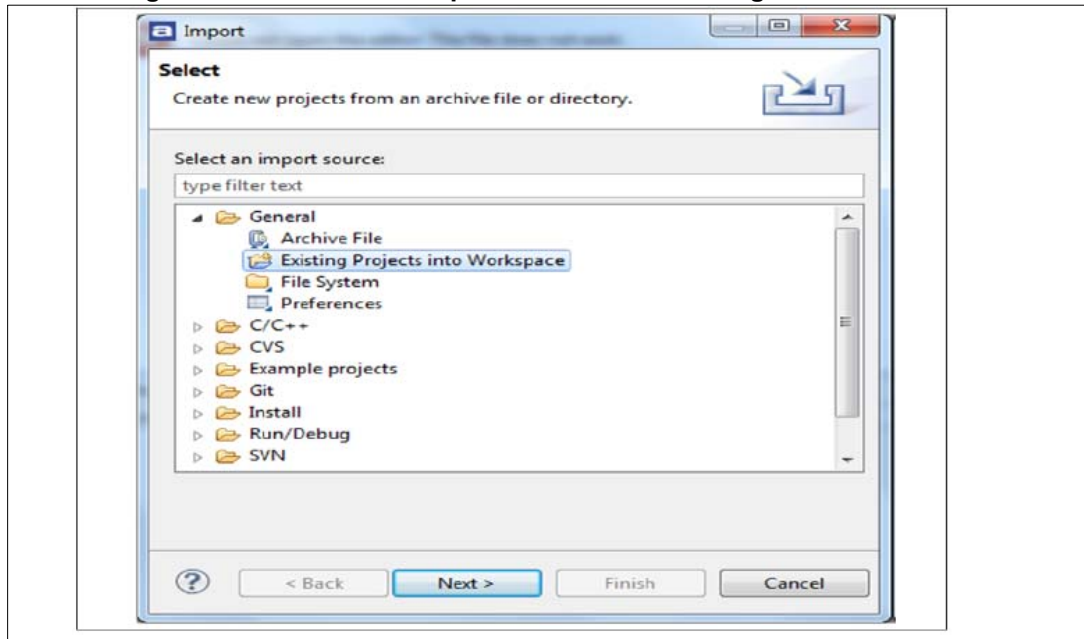 Import
Select
Create new projects from an archive file or directory.
Select an import source:
type filter text
General
Archive File
Existing Projects into Workspace
File System
Preferences
C/C++
CVS
Example projects
Git
Install
Run/Debug
SVN
< Back Next > Finish Cancel